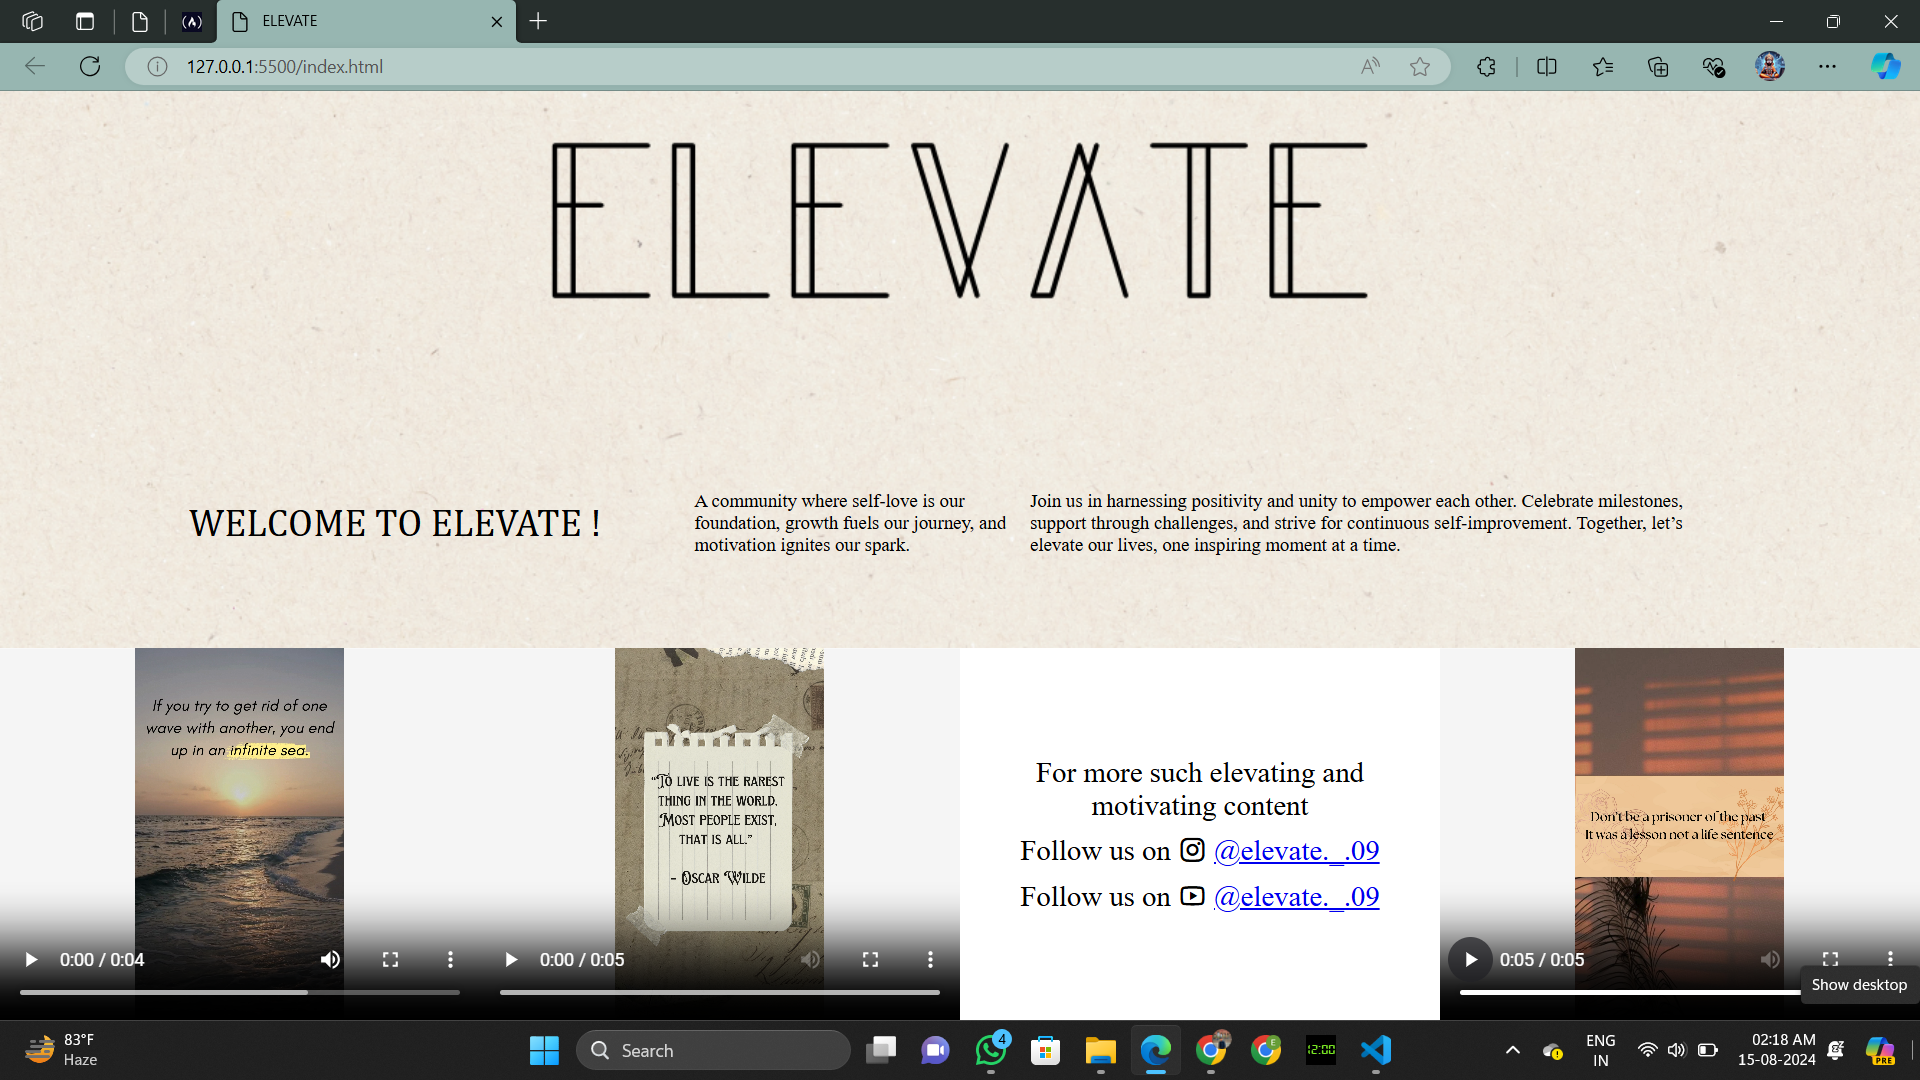 ELEVATE
127.0.0.1:5500/index.html
ELEVATE
WELCOME TO ELEVATE !
A community where self-love is our
foundation, growth fuels our journey, and
motivation ignites our spark.
Join us in harnessing positivity and unity to empower each other. Celebrate milestones,
support through challenges, and strive for continuous self-improvement. Together, let’s
elevate our lives, one inspiring moment at a time.
If you try to get rid of one
wave with another, you end
up in an infinite sea.
0:00 / 0:04
“To live is the rarest
thing in the world.
Most people exist,
that is all.”
- Oscar Wilde
0:00 / 0:05
For more such elevating and
motivating content
Follow us on @elevate._.09
Follow us on @elevate._.09
Don't be a prisoner of the past
It was a lesson not a life sentence
0:05 / 0:05
Show desktop
83°F
Haze
Search
4
12:00
ENG
IN
02:18 AM
15-08-2024
PRE